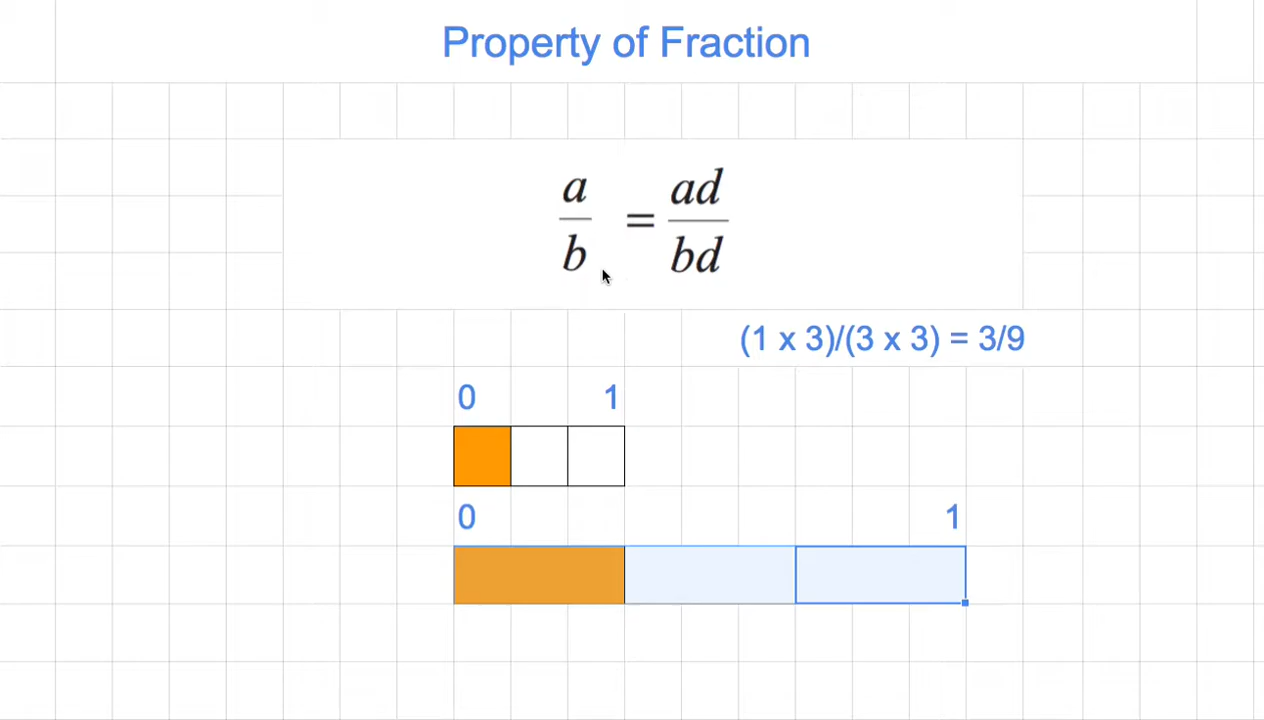 Property of Fraction
a/b = ad/bd
(1 x 3)/(3 x 3) = 3/9
0 1
0 1